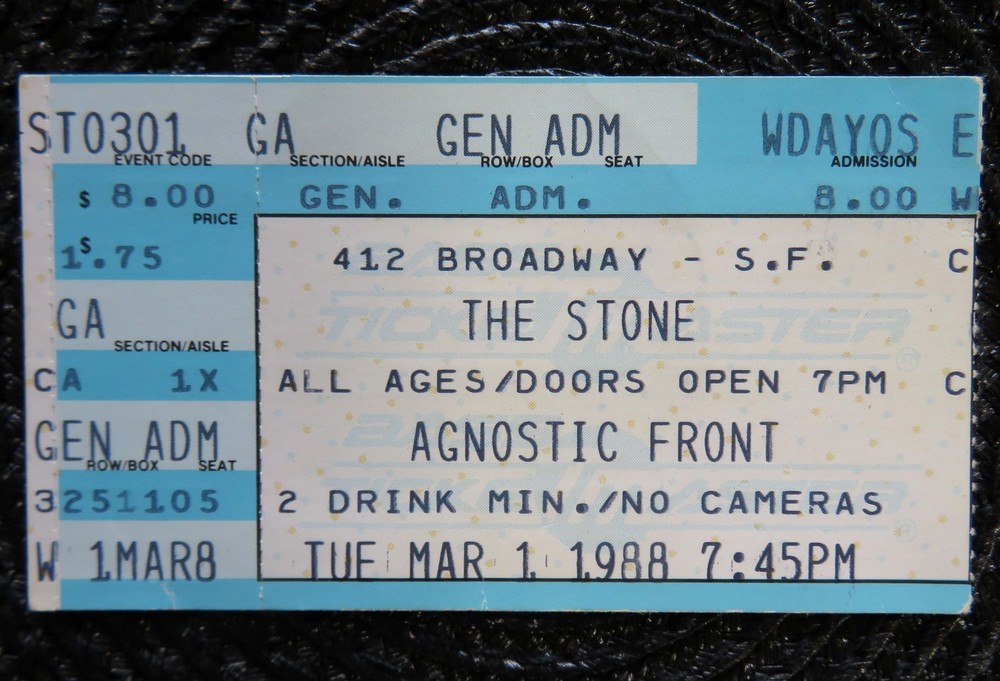 ST0301 GA GEN ADM WDAYOS E
EVENT CODE SECTION/AISLE ROW/BOX SEAT ADMISSION
$ 8.00 GEN. ADM. 8.00 W
PRICE
$
1.75
GA
SECTION/AISLE
CA 1X
GEN ADM
ROW/BOX SEAT
3251105
W 1MAR8
412 BROADWAY - S.F. C
THE STONE
TICKETMASTER
ALL AGES/DOORS OPEN 7PM C
AGNOSTIC FRONT
2 DRINK MIN./NO CAMERAS
TUE MAR 1 1988 7:45PM